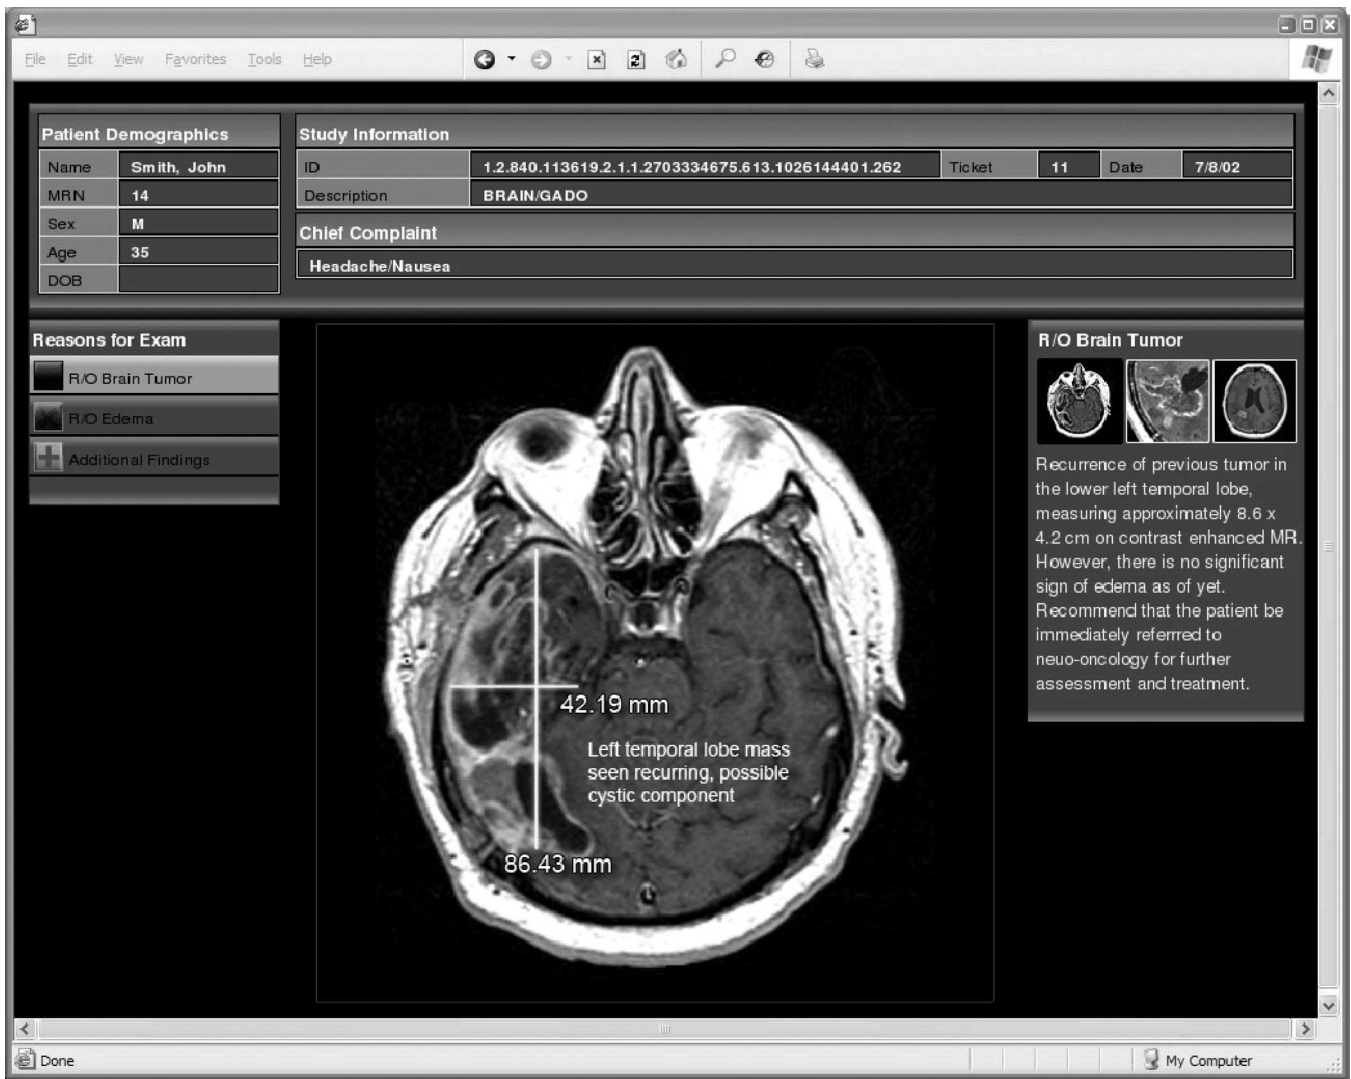 File Edit View Favorites Tools Help
Patient Demographics
Name Smith, John
MRN 14
Sex M
Age 35
DOB
Study Information
ID 1.2.840.113619.2.1.1.2703334675.613.1026144401.262 Ticket 11 Date 7/8/02
Description BRAIN/GADO
Chief Complaint
Headache/Nausea
Reasons for Exam
R/O Brain Tumor
R/O Edema
Additional Findings
42.19 mm
Left temporal lobe mass
seen recurring, possible
cystic component
86.43 mm
R/O Brain Tumor
Recurrence of previous tumor in
the lower left temporal lobe,
measuring approximately 8.6 x
4.2 cm on contrast enhanced MR.
However, there is no significant
sign of edema as of yet.
Recommend that the patient be
immediately referrred to
neuo-oncology for further
assessment and treatment.
Done
My Computer